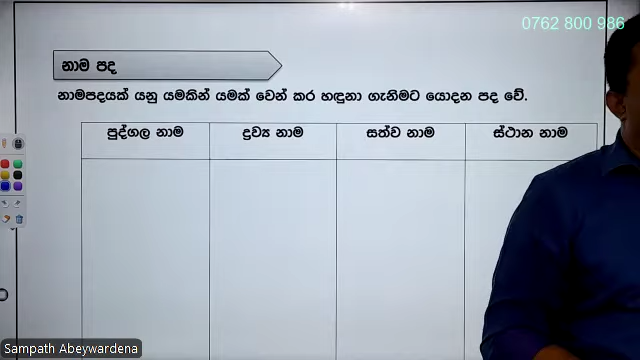 0762 800 986
නාම පද
නාමපදයක් යනු යමකින් යමක් වෙන් කර හඳුනා ගැනිමට යොදන පද වේ.
පුද්ගල නාම ද්‍රව්‍ය නාම සත්ව නාම ස්ථාන නාම
Sampath Abeywardena